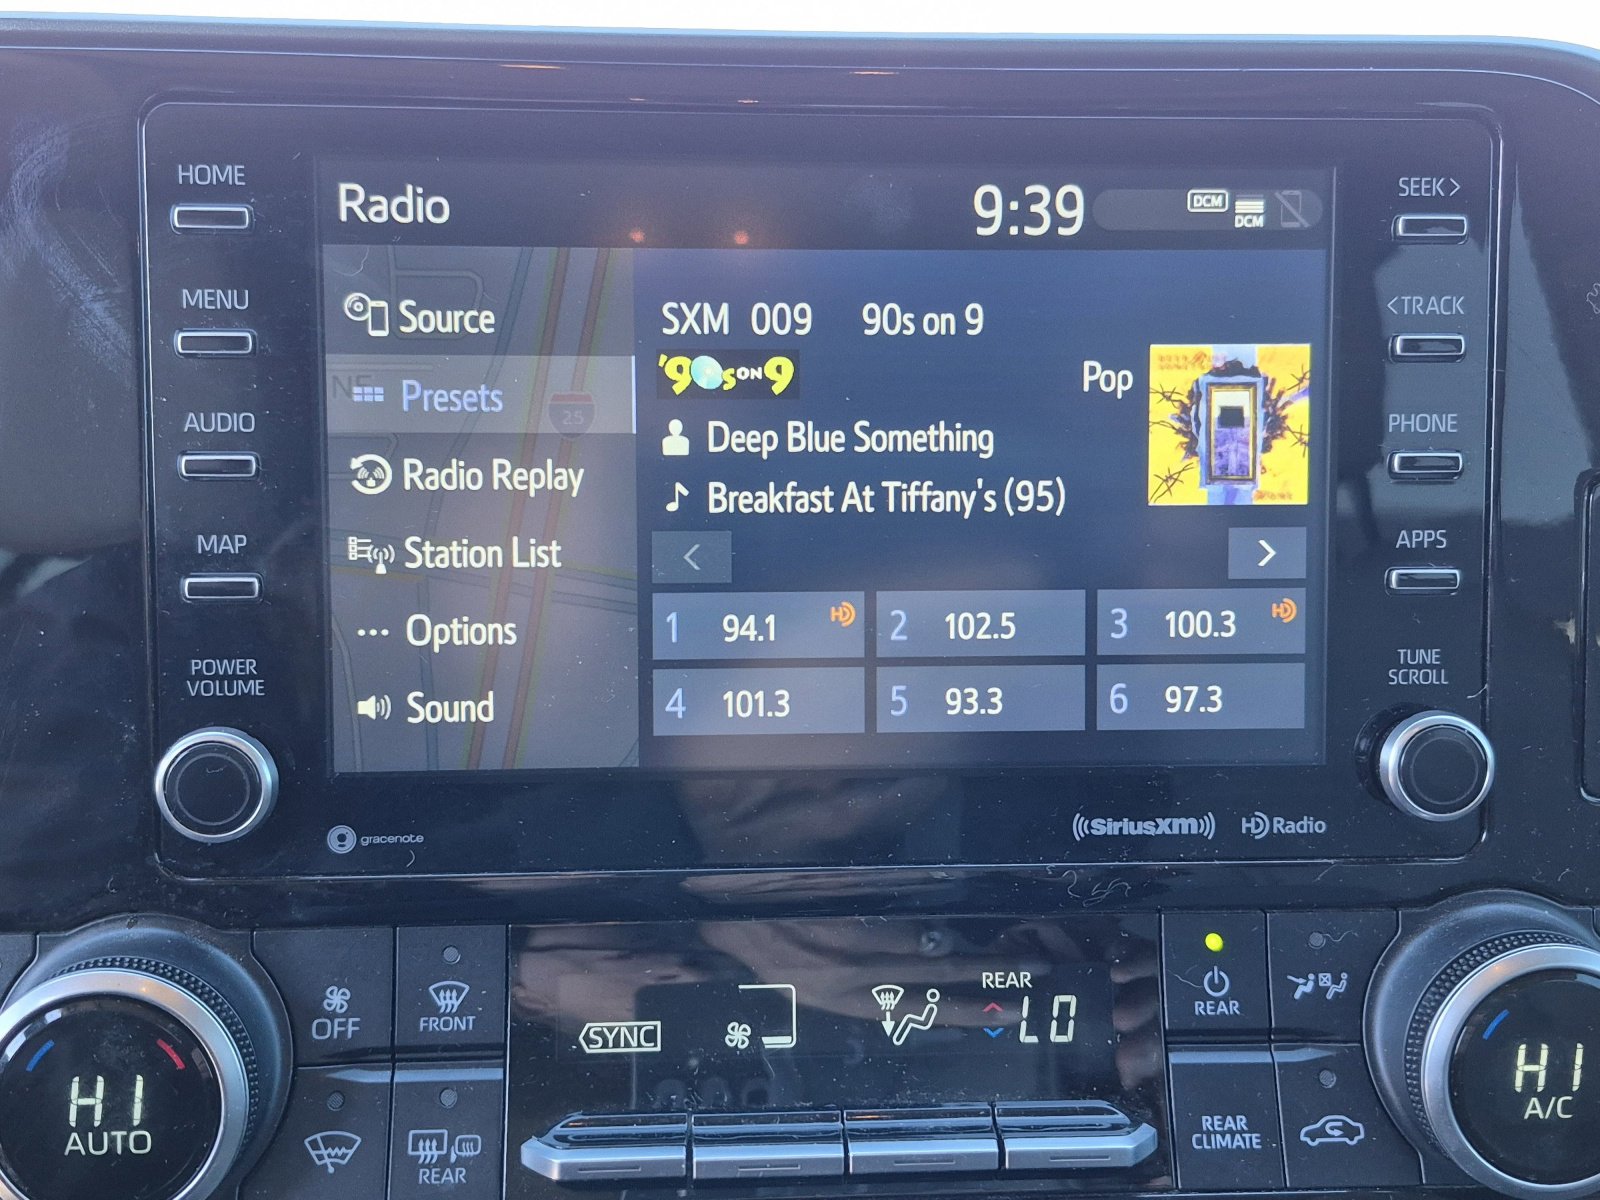 HOME
MENU
AUDIO
MAP
POWER
VOLUME
Radio
9:39
DCM
DCM
Source
Presets
25
Radio Replay
Station List
Options
Sound
SXM 009 90s on 9
'90s ON 9
Pop
Deep Blue Something
Breakfast At Tiffany's (95)
<
>
1 94.1 HD
2 102.5
3 100.3 HD
4 101.3
5 93.3
6 97.3
SEEK >
< TRACK
PHONE
APPS
TUNE
SCROLL
gracenote
((SiriusXM))
HD Radio
HI
AUTO
OFF
FRONT
REAR
SYNC
REAR
LO
REAR
REAR
CLIMATE
HI
A/C